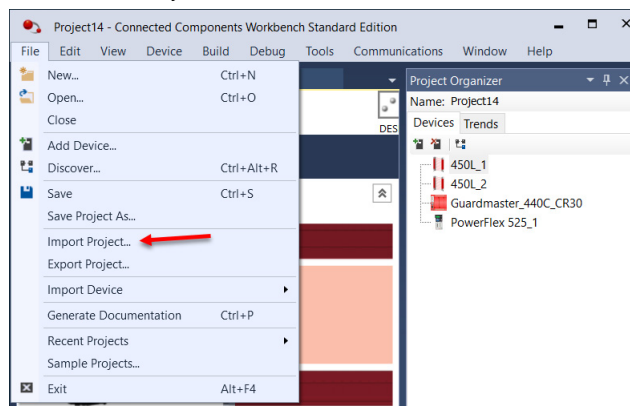 Project14 - Connected Components Workbench Standard Edition
File Edit View Device Build Debug Tools Communications Window Help
New... Ctrl+N
Open... Ctrl+O
Close
Add Device...
Discover... Ctrl+Alt+R
Save Ctrl+S
Save Project As...
Import Project...
Export Project...
Import Device
Generate Documentation Ctrl+P
Recent Projects
Sample Projects...
Exit Alt+F4
DES
Project Organizer
Name: Project14
Devices Trends
450L_1
450L_2
Guardmaster_440C_CR30
PowerFlex 525_1